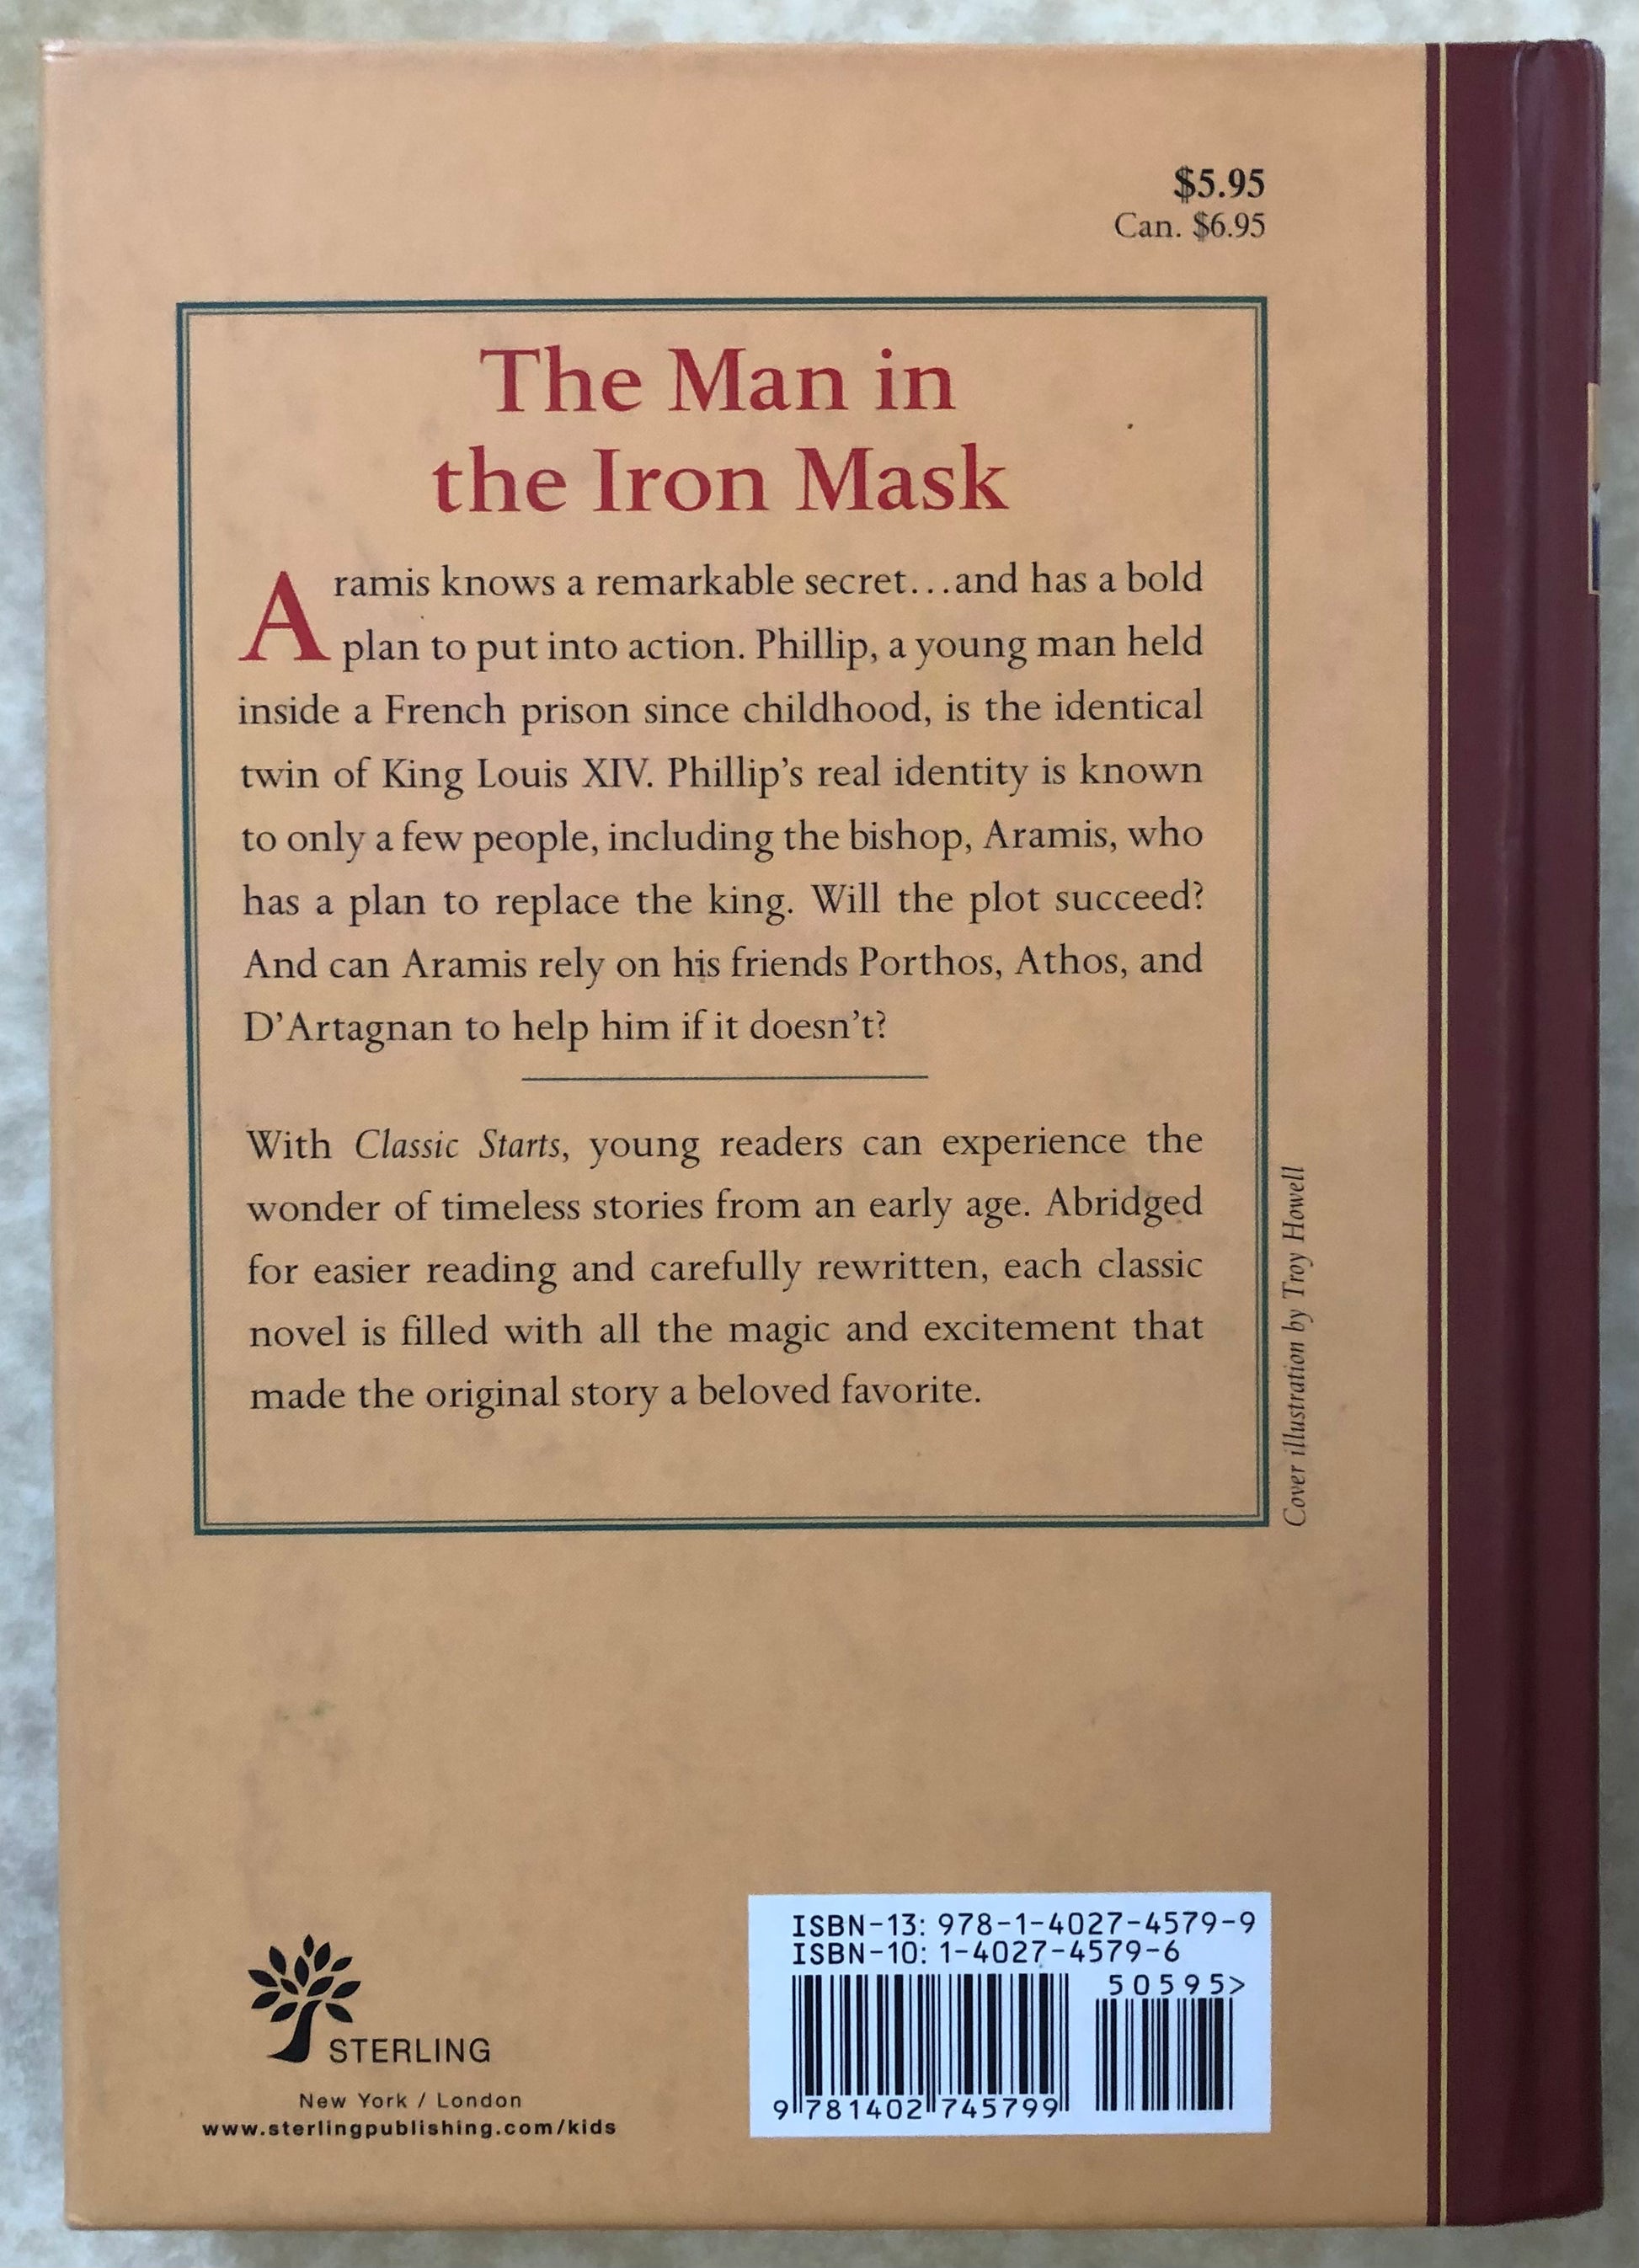 $5.95
Can. $6.95
The Man in
the Iron Mask
Aramis knows a remarkable secret...and has a bold
plan to put into action. Phillip, a young man held
inside a French prison since childhood, is the identical
twin of King Louis XIV. Phillip's real identity is known
to only a few people, including the bishop, Aramis, who
has a plan to replace the king. Will the plot succeed?
And can Aramis rely on his friends Porthos, Athos, and
D'Artagnan to help him if it doesn't?
With Classic Starts, young readers can experience the
wonder of timeless stories from an early age. Abridged
for easier reading and carefully rewritten, each classic
novel is filled with all the magic and excitement that
made the original story a beloved favorite.
Cover illustration by Troy Howell
STERLING
New York / London
www.sterlingpublishing.com/kids
ISBN-13: 978-1-4027-4579-9
ISBN-10: 1-4027-4579-6
50595>
9 781402 745799